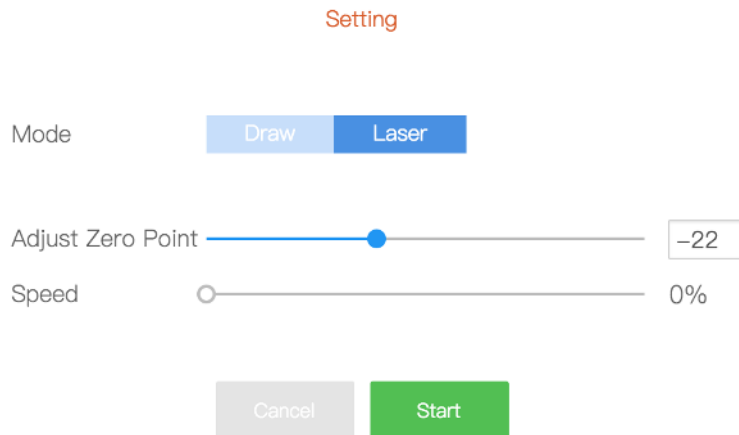 Setting
Mode Draw Laser
Adjust Zero Point -22
Speed 0%
Cancel Start